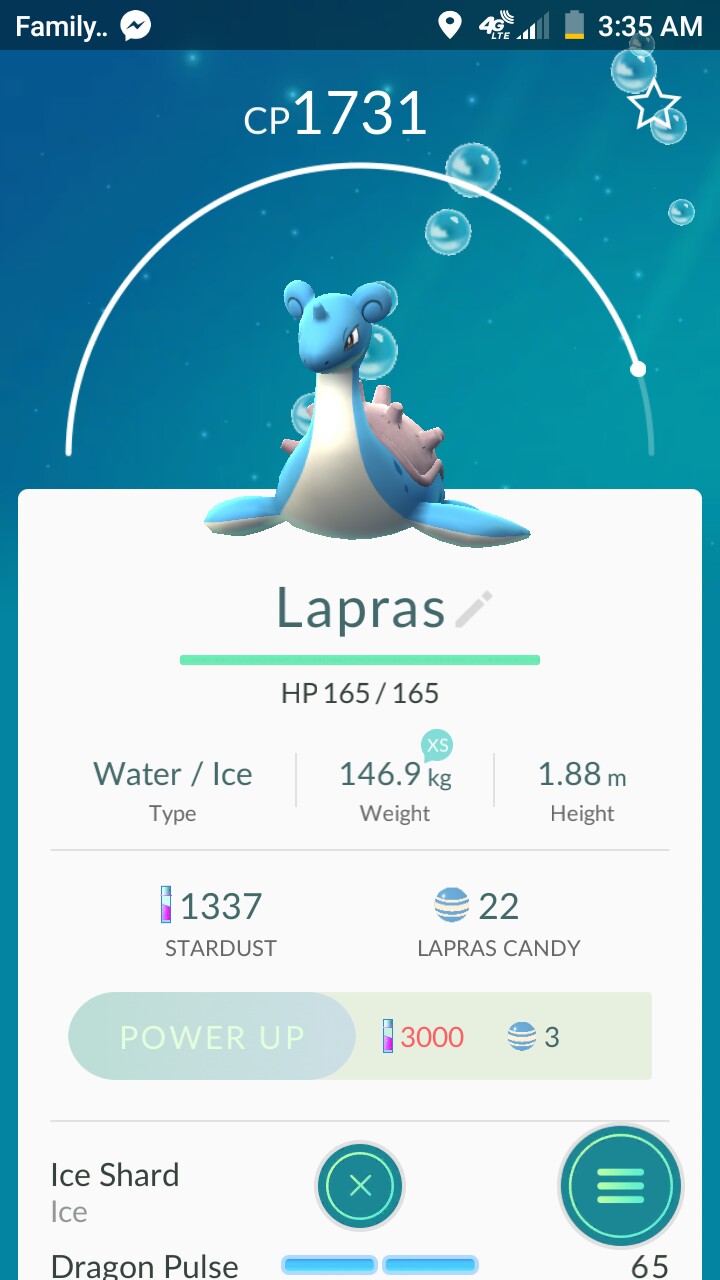 Family.. 4G LTE 3:35 AM
CP1731
Lapras
HP 165 / 165
XS
Water / Ice 146.9 kg 1.88 m
Type Weight Height
1337 22
STARDUST LAPRAS CANDY
POWER UP 3000 3
Ice Shard
Ice
Dragon Pulse 65